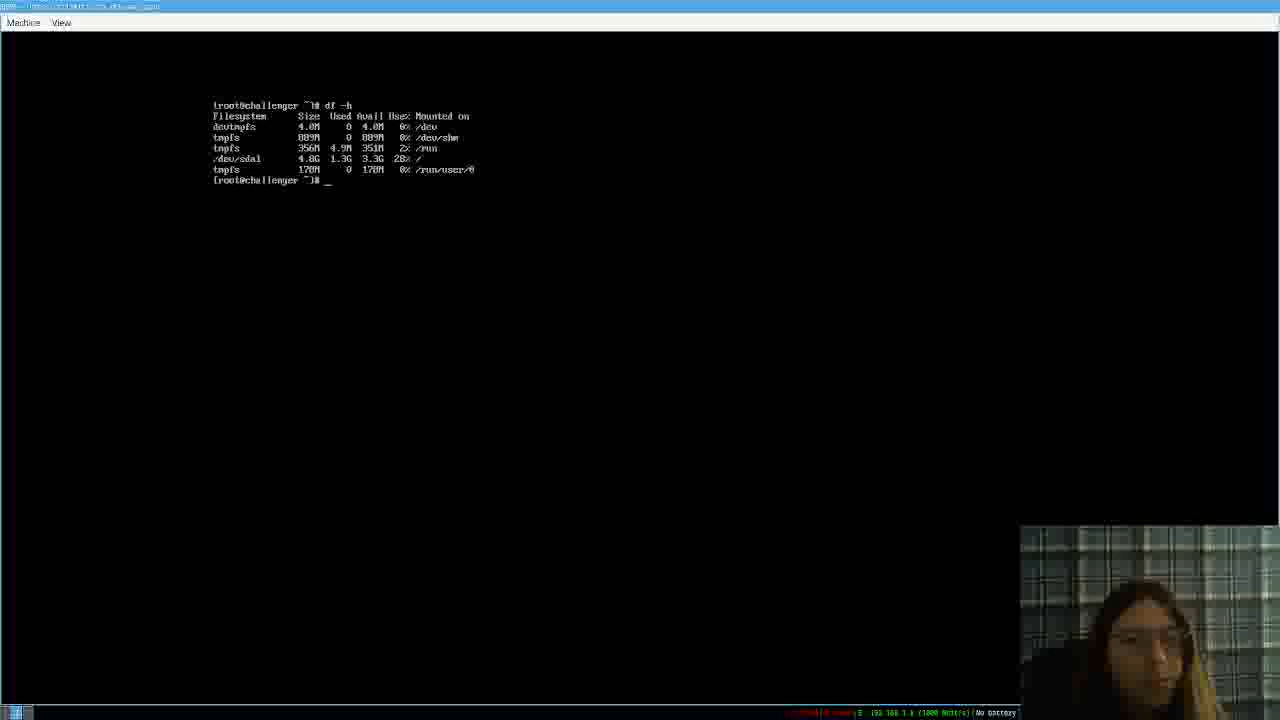 Machine View
[root@challenger ~]# df -h
Filesystem Size Used Avail Use% Mounted on
devtmpfs 4.0M 0 4.0M 0% /dev
tmpfs 889M 0 889M 0% /dev/shm
tmpfs 356M 4.9M 351M 2% /run
/dev/sda1 4.8G 1.3G 3.3G 28% /
tmpfs 178M 0 178M 0% /run/user/0
[root@challenger ~]# _
No battery